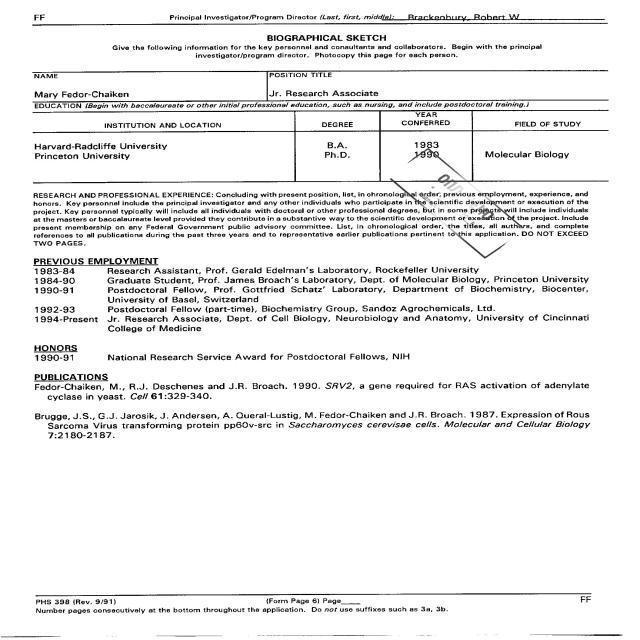 FF Principal Investigator/Program Director (Last, first, middle): Brackenbury, Robert W
BIOGRAPHICAL SKETCH
Give the following information for the key personnel and consultants and collaborators. Begin with the principal
investigator/program director. Photocopy this page for each person.
NAME POSITION TITLE
Mary Fedor-Chaiken Jr. Research Associate
EDUCATION (Begin with baccalaureate or other initial professional education, such as nursing, and include postdoctoral training.)
INSTITUTION AND LOCATION DEGREE YEAR CONFERRED FIELD OF STUDY
Harvard-Radcliffe University B.A. 1983
Princeton University Ph.D. 1990 Molecular Biology
RESEARCH AND PROFESSIONAL EXPERIENCE: Concluding with present position, list, in chronological order, previous employment, experience, and
honors. Key personnel include the principal investigator and any other individuals who participate in the scientific development or execution of the
project. Key personnel typically will include all individuals with doctoral or other professional degrees, but in some projects will include individuals
at the masters or baccalaureate level provided they contribute in a substantive way to the scientific development or execution of the project. Include
present membership on any Federal Government public advisory committee. List, in chronological order, the titles, all authors, and complete
references to all publications during the past three years and to representative earlier publications pertinent to this application. DO NOT EXCEED
TWO PAGES.
PREVIOUS EMPLOYMENT
1983-84 Research Assistant, Prof. Gerald Edelman's Laboratory, Rockefeller University
1984-90 Graduate Student, Prof. James Broach's Laboratory, Dept. of Molecular Biology, Princeton University
1990-91 Postdoctoral Fellow, Prof. Gottfried Schatz' Laboratory, Department of Biochemistry, Biocenter,
University of Basel, Switzerland
1992-93 Postdoctoral Fellow (part-time), Biochemistry Group, Sandoz Agrochemicals, Ltd.
1994-Present Jr. Research Associate, Dept. of Cell Biology, Neurobiology and Anatomy, University of Cincinnati
College of Medicine
HONORS
1990-91 National Research Service Award for Postdoctoral Fellows, NIH
PUBLICATIONS
Fedor-Chaiken, M., R.J. Deschenes and J.R. Broach. 1990. SRV2, a gene required for RAS activation of adenylate
cyclase in yeast. Cell 61:329-340.
Brugge, J.S., G.J. Jarosik, J. Andersen, A. Queral-Lustig, M. Fedor-Chaiken and J.R. Broach. 1987. Expression of Rous
Sarcoma Virus transforming protein pp60v-src in Saccharomyces cerevisae cells. Molecular and Cellular Biology
7:2180-2187.
PHS 398 (Rev. 9/91) (Form Page 6) Page____ FF
Number pages consecutively at the bottom throughout the application. Do not use suffixes such as 3a, 3b.